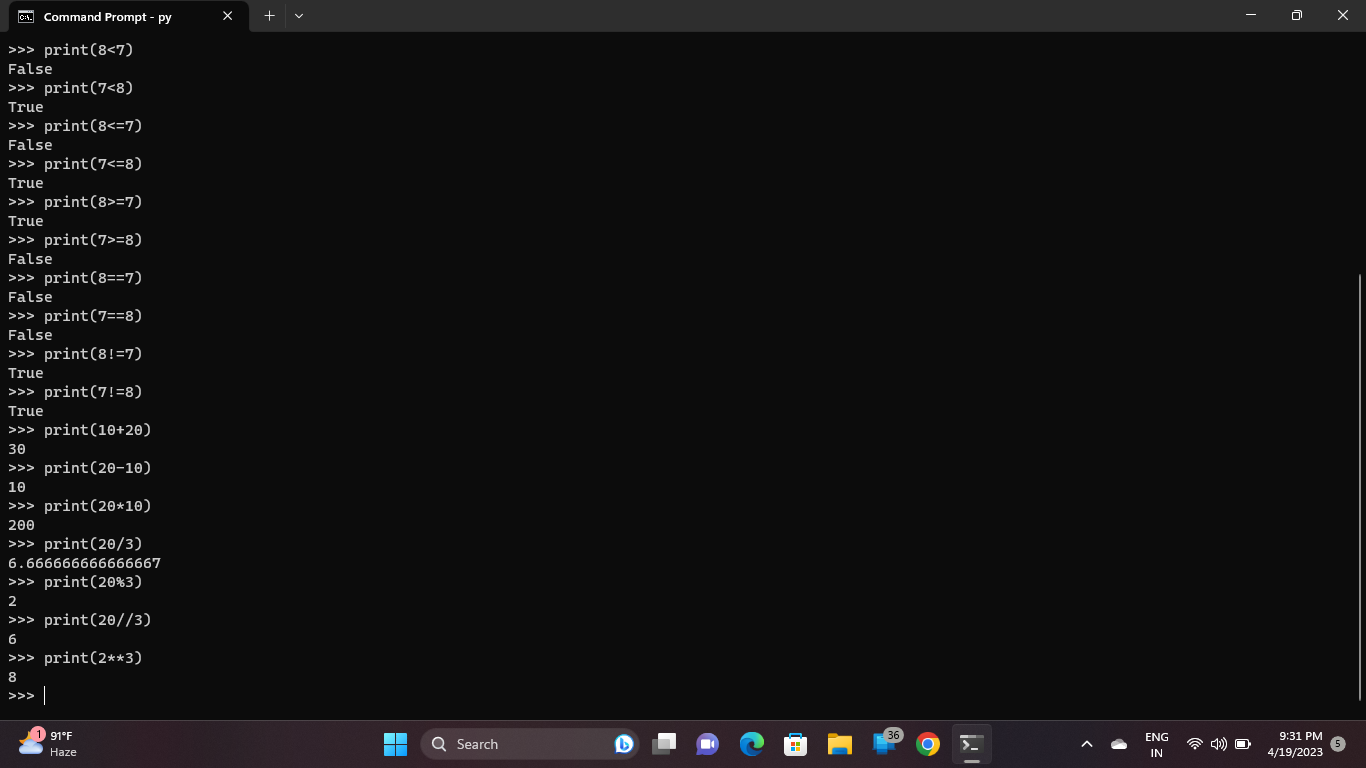 Command Prompt - py
>>> print(8<7)
False
>>> print(7<8)
True
>>> print(8<=7)
False
>>> print(7<=8)
True
>>> print(8>=7)
True
>>> print(7>=8)
False
>>> print(8==7)
False
>>> print(7==8)
False
>>> print(8!=7)
True
>>> print(7!=8)
True
>>> print(10+20)
30
>>> print(20-10)
10
>>> print(20*10)
200
>>> print(20/3)
6.666666666666667
>>> print(20%3)
2
>>> print(20//3)
6
>>> print(2**3)
8
>>>
1
91°F
Haze
Search
36
ENG
IN
9:31 PM
4/19/2023
5